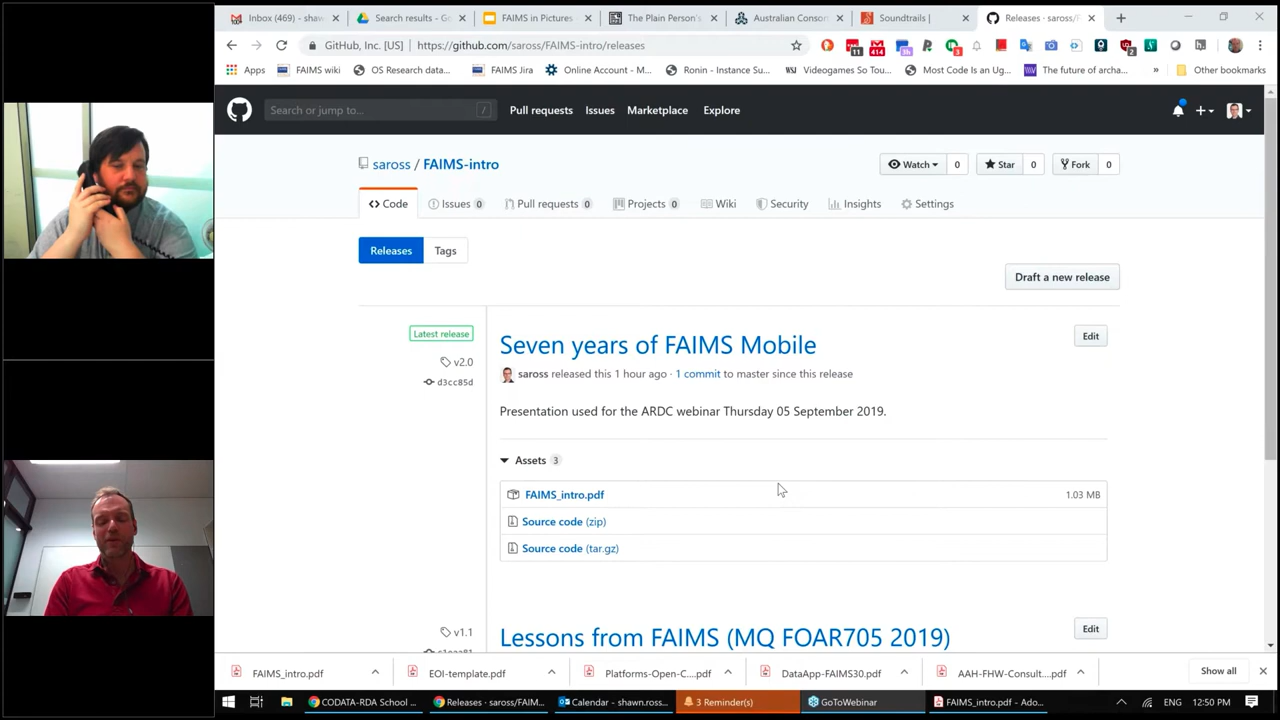 Inbox (469) - shaw
Search results - Go
FAIMS in Pictures
The Plain Person's
Australian Consor
Soundtrails |
Releases · saross/F
GitHub, Inc. [US] | https://github.com/saross/FAIMS-intro/releases
Apps
FAIMS wiki
OS Research data...
FAIMS Jira
Online Account - M...
Ronin - Instance Su...
WSJ Videogames So Tou...
Most Code Is an Ug...
The future of archa...
» Other bookmarks
Search or jump to... /
Pull requests Issues Marketplace Explore
saross / FAIMS-intro
Watch 0 Star 0 Fork 0
<> Code Issues 0 Pull requests 0 Projects 0 Wiki Security Insights Settings
Releases Tags
Draft a new release
Latest release
v2.0
d3cc85d
Seven years of FAIMS Mobile
Edit
saross released this 1 hour ago · 1 commit to master since this release
Presentation used for the ARDC webinar Thursday 05 September 2019.
Assets 3
FAIMS_intro.pdf 1.03 MB
Source code (zip)
Source code (tar.gz)
v1.1
Lessons from FAIMS (MQ FOAR705 2019)
Edit
FAIMS_intro.pdf
EOI-template.pdf
Platforms-Open-C....pdf
DataApp-FAIMS30.pdf
AAH-FHW-Consult....pdf
Show all
CODATA-RDA School ...
Releases · saross/FAIM...
Calendar - shawn.ross...
3 Reminder(s)
GoToWebinar
FAIMS_intro.pdf - Ado...
ENG 12:50 PM